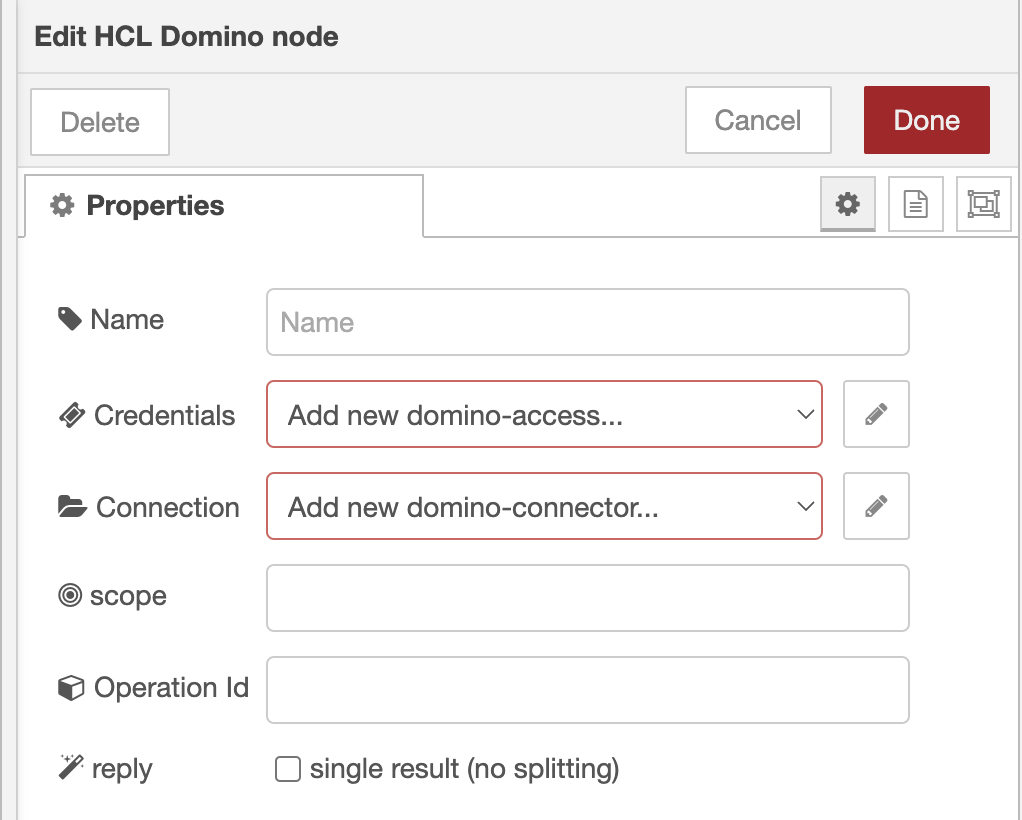 Edit HCL Domino node
Delete
Cancel
Done
Properties
Name
Name
Credentials
Add new domino-access...
Connection
Add new domino-connector...
scope
Operation Id
reply
single result (no splitting)